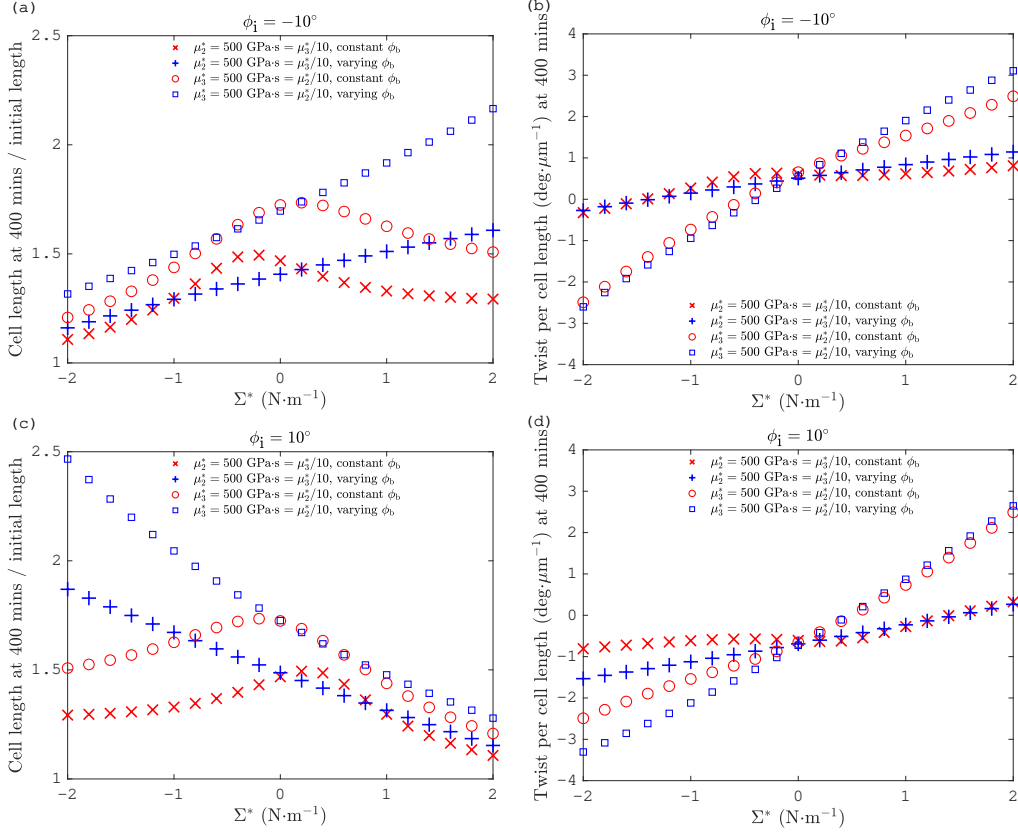 (a)
ϕi = −10°
Cell length at 400 mins / initial length
2.5
2
1.5
1
× μ2* = 500 GPa·s = μ3*/10, constant ϕb
+ μ2* = 500 GPa·s = μ3*/10, varying ϕb
○ μ3* = 500 GPa·s = μ2*/10, constant ϕb
□ μ3* = 500 GPa·s = μ2*/10, varying ϕb
−2 −1 0 1 2
Σ* (N·m−1)
(b)
ϕi = −10°
Twist per cell length (deg·μm−1) at 400 mins
4
3
2
1
0
−1
−2
−3
−4
× μ2* = 500 GPa·s = μ3*/10, constant ϕb
+ μ2* = 500 GPa·s = μ3*/10, varying ϕb
○ μ3* = 500 GPa·s = μ2*/10, constant ϕb
□ μ3* = 500 GPa·s = μ2*/10, varying ϕb
−2 −1 0 1 2
Σ* (N·m−1)
(c)
ϕi = 10°
Cell length at 400 mins / initial length
2.5
2
1.5
1
× μ2* = 500 GPa·s = μ3*/10, constant ϕb
+ μ2* = 500 GPa·s = μ3*/10, varying ϕb
○ μ3* = 500 GPa·s = μ2*/10, constant ϕb
□ μ3* = 500 GPa·s = μ2*/10, varying ϕb
−2 −1 0 1 2
Σ* (N·m−1)
(d)
ϕi = 10°
Twist per cell length (deg·μm−1) at 400 mins
4
3
2
1
0
−1
−2
−3
−4
× μ2* = 500 GPa·s = μ3*/10, constant ϕb
+ μ2* = 500 GPa·s = μ3*/10, varying ϕb
○ μ3* = 500 GPa·s = μ2*/10, constant ϕb
□ μ3* = 500 GPa·s = μ2*/10, varying ϕb
−2 −1 0 1 2
Σ* (N·m−1)